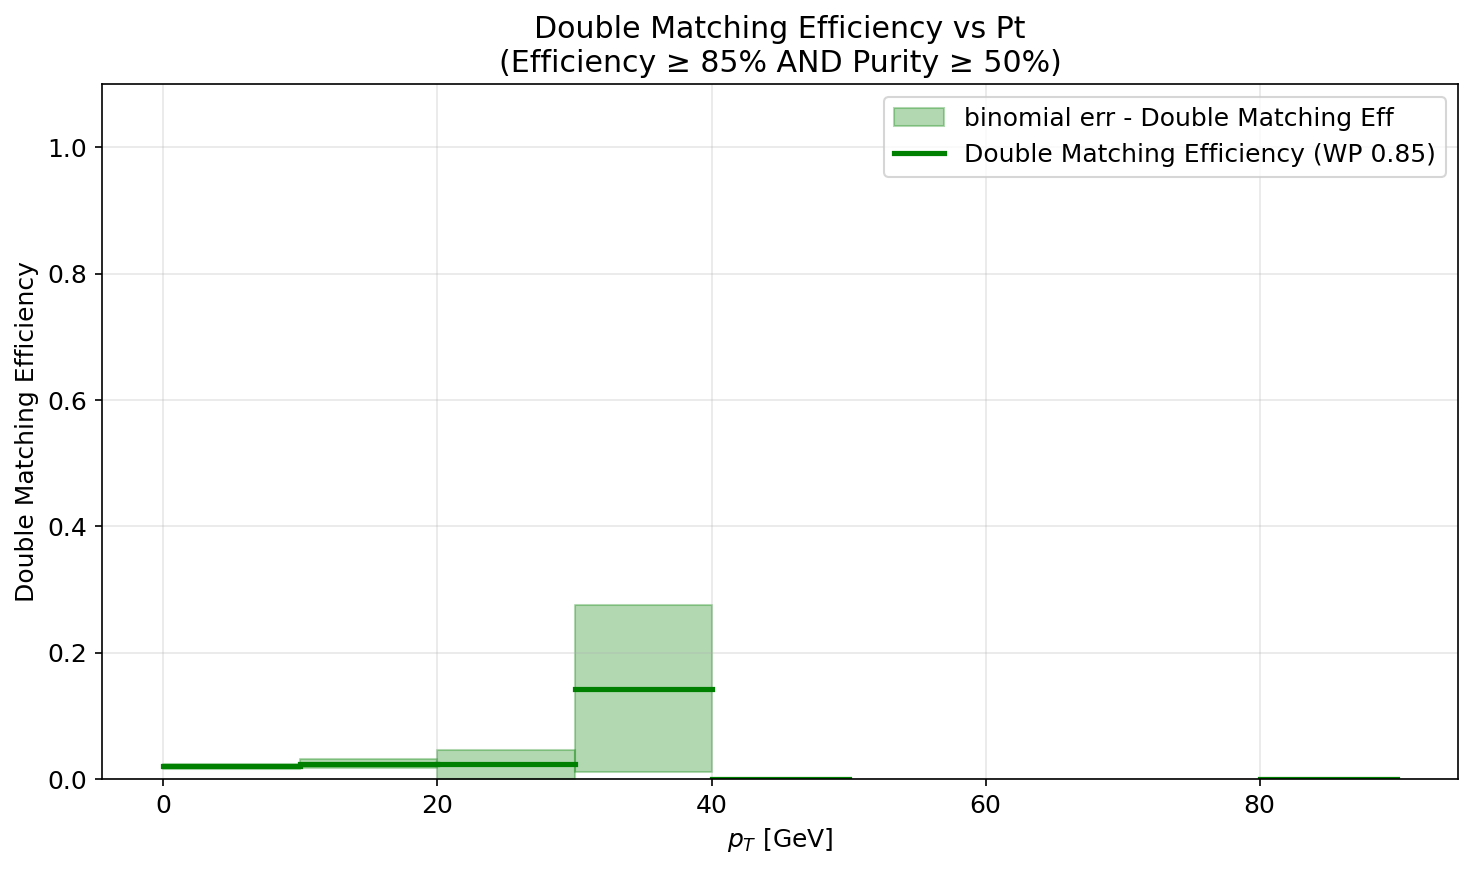 Double Matching Efficiency vs Pt
(Efficiency ≥ 85% AND Purity ≥ 50%)
binomial err - Double Matching Eff
Double Matching Efficiency (WP 0.85)
Double Matching Efficiency
1.0
0.8
0.6
0.4
0.2
0.0
0 20 40 60 80
p_T [GeV]